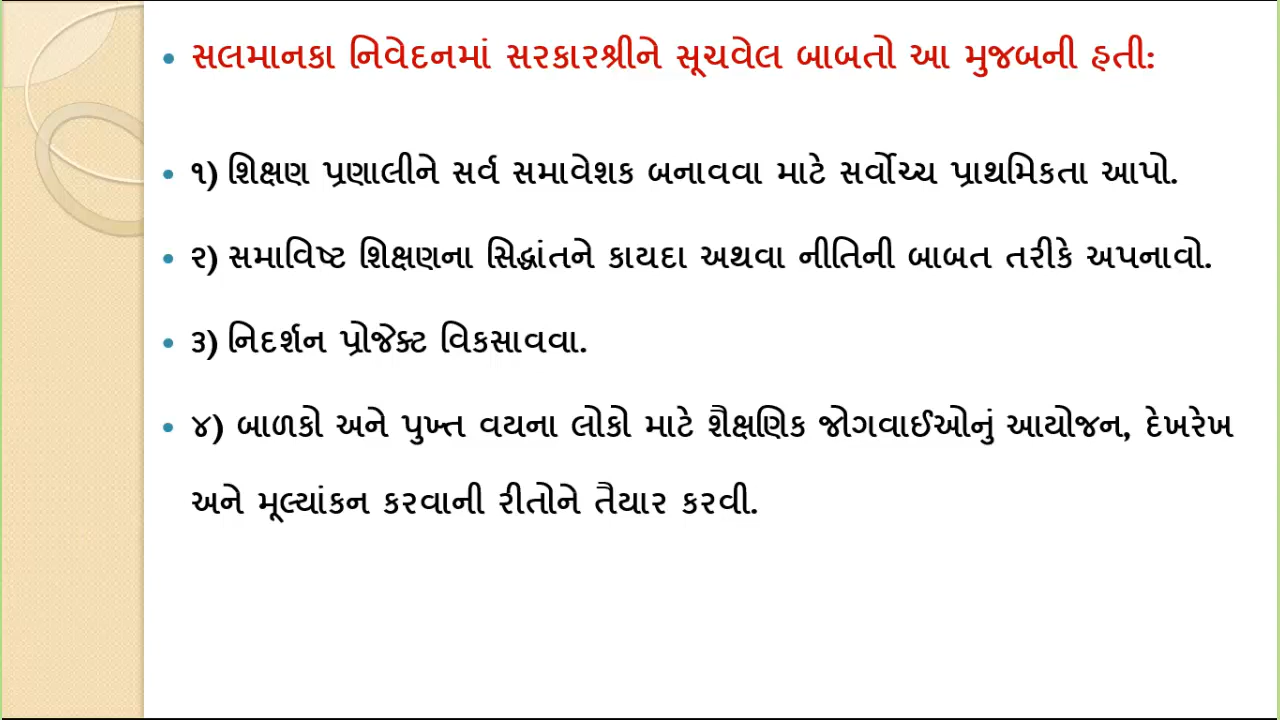 • સલમાનકા નિવેદનમાં સરકારશ્રીને સૂચવેલ બાબતો આ મુજબની હતી:
• ૧) શિક્ષણ પ્રણાલીને સર્વ સમાવેશક બનાવવા માટે સર્વોચ્ચ પ્રાથમિકતા આપો.
• ૨) સમાવિષ્ટ શિક્ષણના સિદ્ધાંતને કાયદા અથવા નીતિની બાબત તરીકે અપનાવો.
• ૩) નિદર્શન પ્રોજેક્ટ વિકસાવવા.
• ૪) બાળકો અને પુખ્ત વયના લોકો માટે શૈક્ષણિક જોગવાઈઓનું આયોજન, દેખરેખ
અને મૂલ્યાંકન કરવાની રીતોને તૈયાર કરવી.